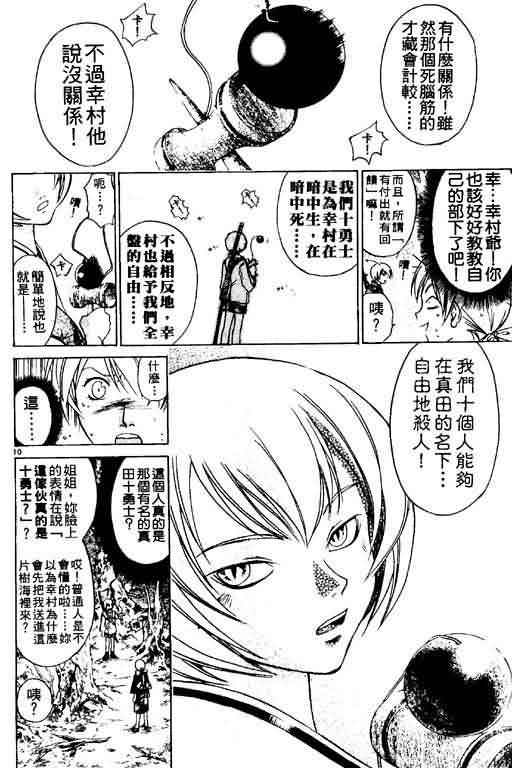 有什麼關係！雖
然那個死腦筋的
才藏會計較……
卡！
卡！
不過幸村他
說沒關係！
卡！
幸…幸村爺！你
也該好好教教自
己的部下了吧！
而且，所謂「
有付出就有回
饋」嘛！
噴！
咦？
我們十勇士
是為幸村在
暗中生，在
暗中死……
不過相反地，幸
村也給予我們全
盤的自由……
呃…？
噴！
簡單地說也
就是——
我們十個人能夠
在真田的名下…
自由地殺人！
什麼…
這……
10
這個人真的是
那個有名的真
田十勇士？
姐姐，妳臉上
的表情在說「
這傢伙真的是
十勇士？」？
哎！普通人是不
會懂的啦……妳
以為幸村為什麼
會先把我送進這
片樹海裡來？
咦？